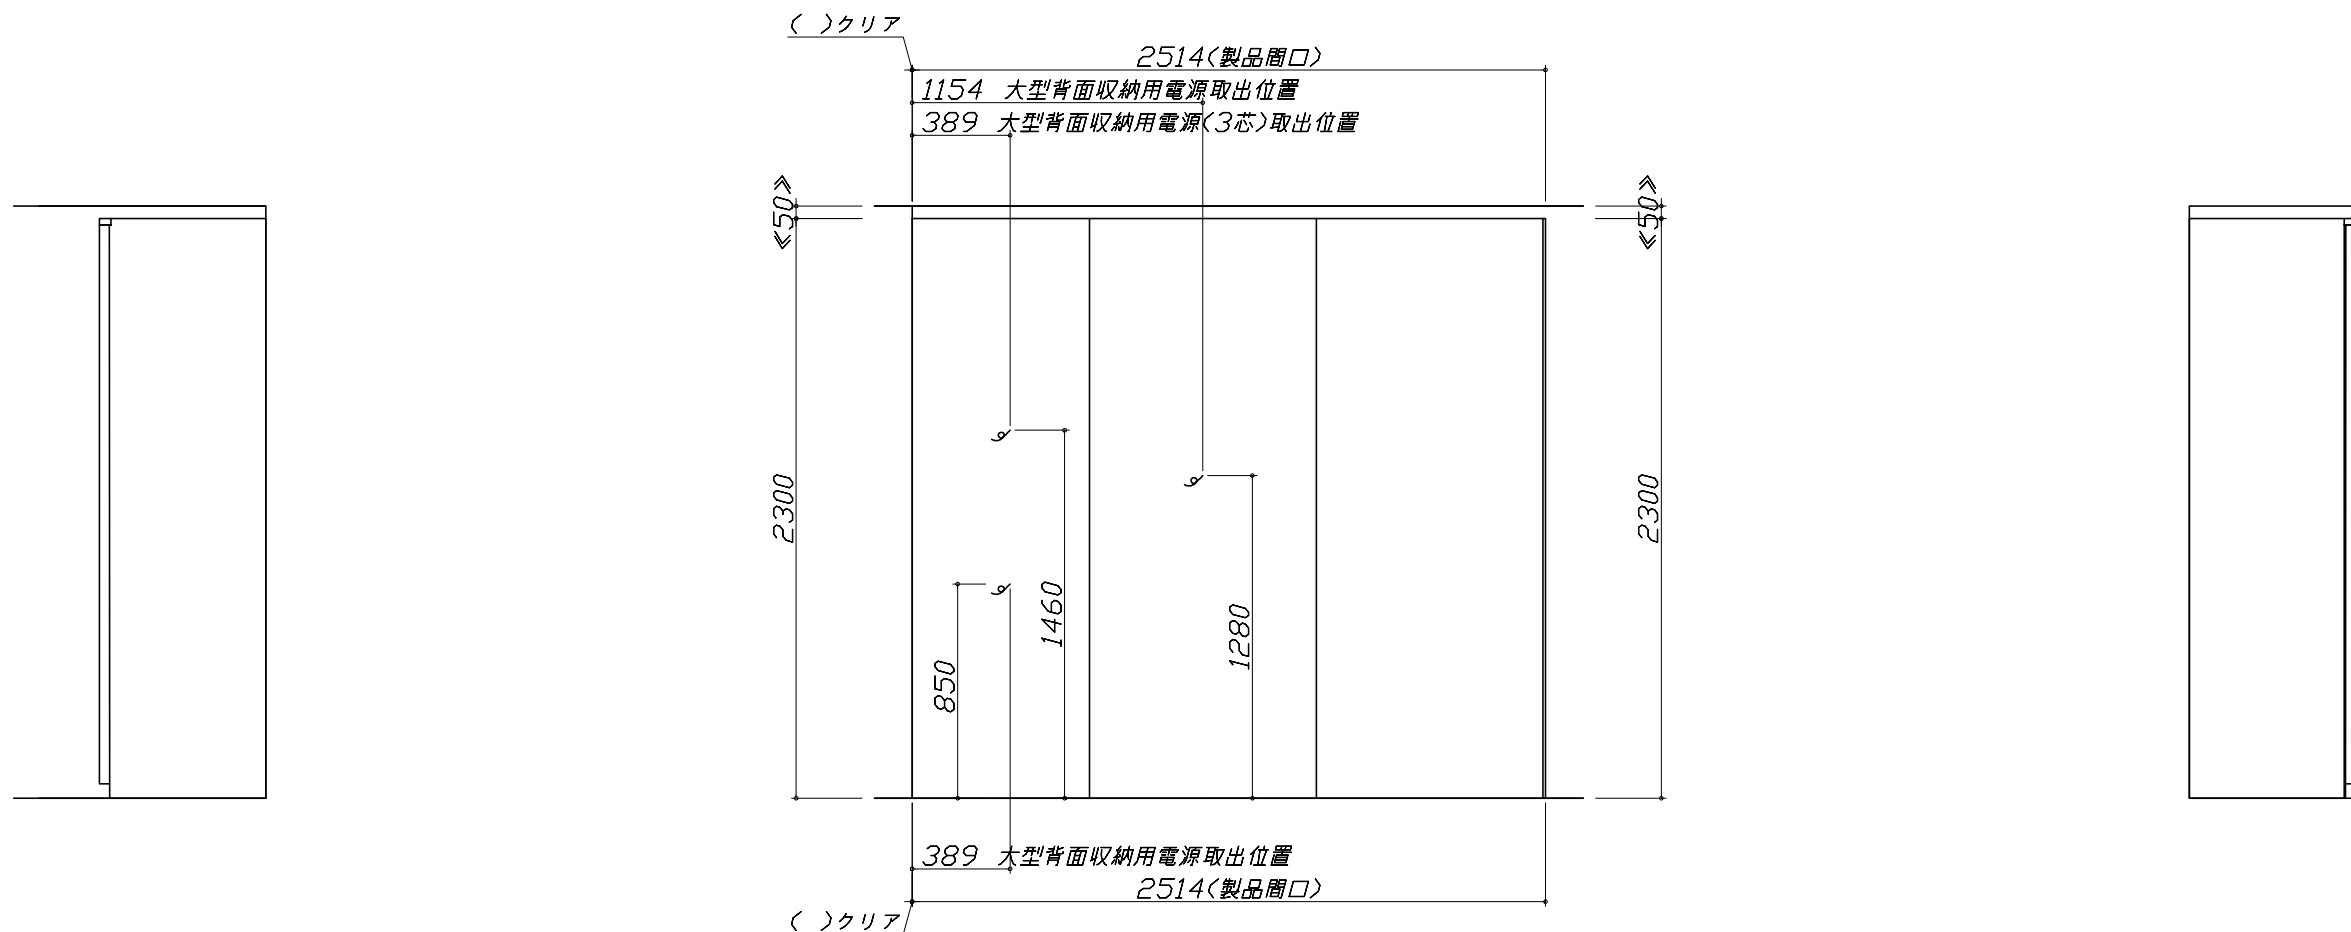 ( )クリア
2514(製品間口)
1154 大型背面収納用電源取出位置
389 大型背面収納用電源(3芯)取出位置
≪50≫
≪50≫
2300
2300
1460
1280
850
389 大型背面収納用電源取出位置
2514(製品間口)
( )クリア